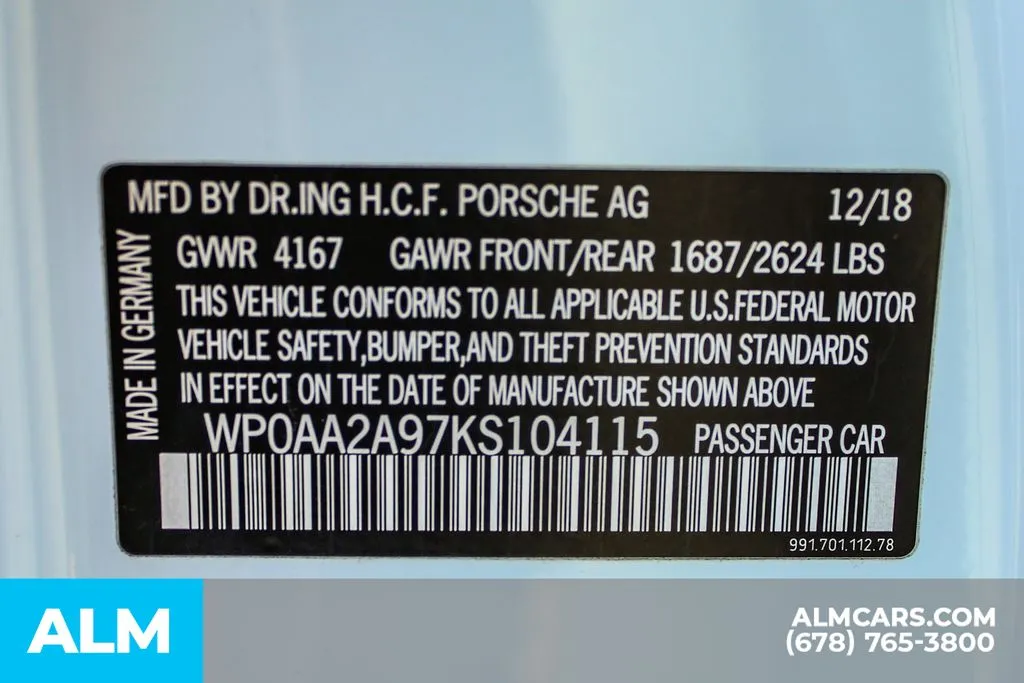 MFD BY DR.ING H.C.F. PORSCHE AG 12/18
GVWR 4167 GAWR FRONT/REAR 1687/2624 LBS
THIS VEHICLE CONFORMS TO ALL APPLICABLE U.S.FEDERAL MOTOR
VEHICLE SAFETY,BUMPER,AND THEFT PREVENTION STANDARDS
IN EFFECT ON THE DATE OF MANUFACTURE SHOWN ABOVE
WP0AA2A97KS104115 PASSENGER CAR
991.701.112.78
MADE IN GERMANY
ALM
ALMCARS.COM
(678) 765-3800